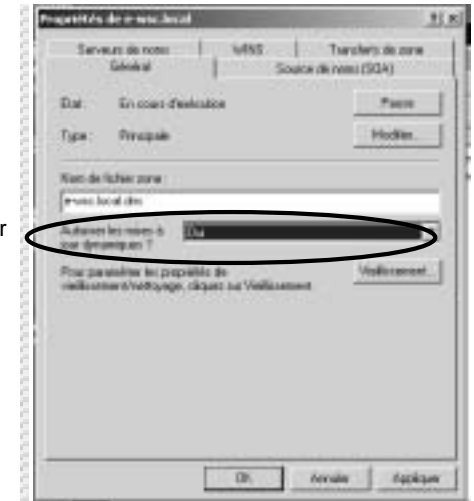 Propriétés de e-wsc.local
Serveurs de noms
WINS
Transferts de zone
Général
Source de noms (SOA)
État :
En cours d'exécution
Pause
Type :
Principale
Modifier...
Nom de fichier zone :
local.dns
Autoriser les mises à
jour dynamiques ?
Oui
r
Pour paramétrer les propriétés de
vieillissement/nettoyage, cliquez sur Vieillissement.
Vieillissement...
OK
Annuler
Appliquer